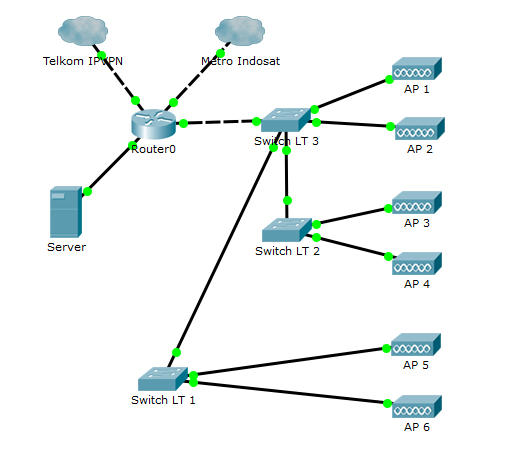 Telkom IPVPN
Metro Indosat
AP 1
Router0
Switch LT 3
AP 2
Server
AP 3
Switch LT 2
AP 4
AP 5
Switch LT 1
AP 6